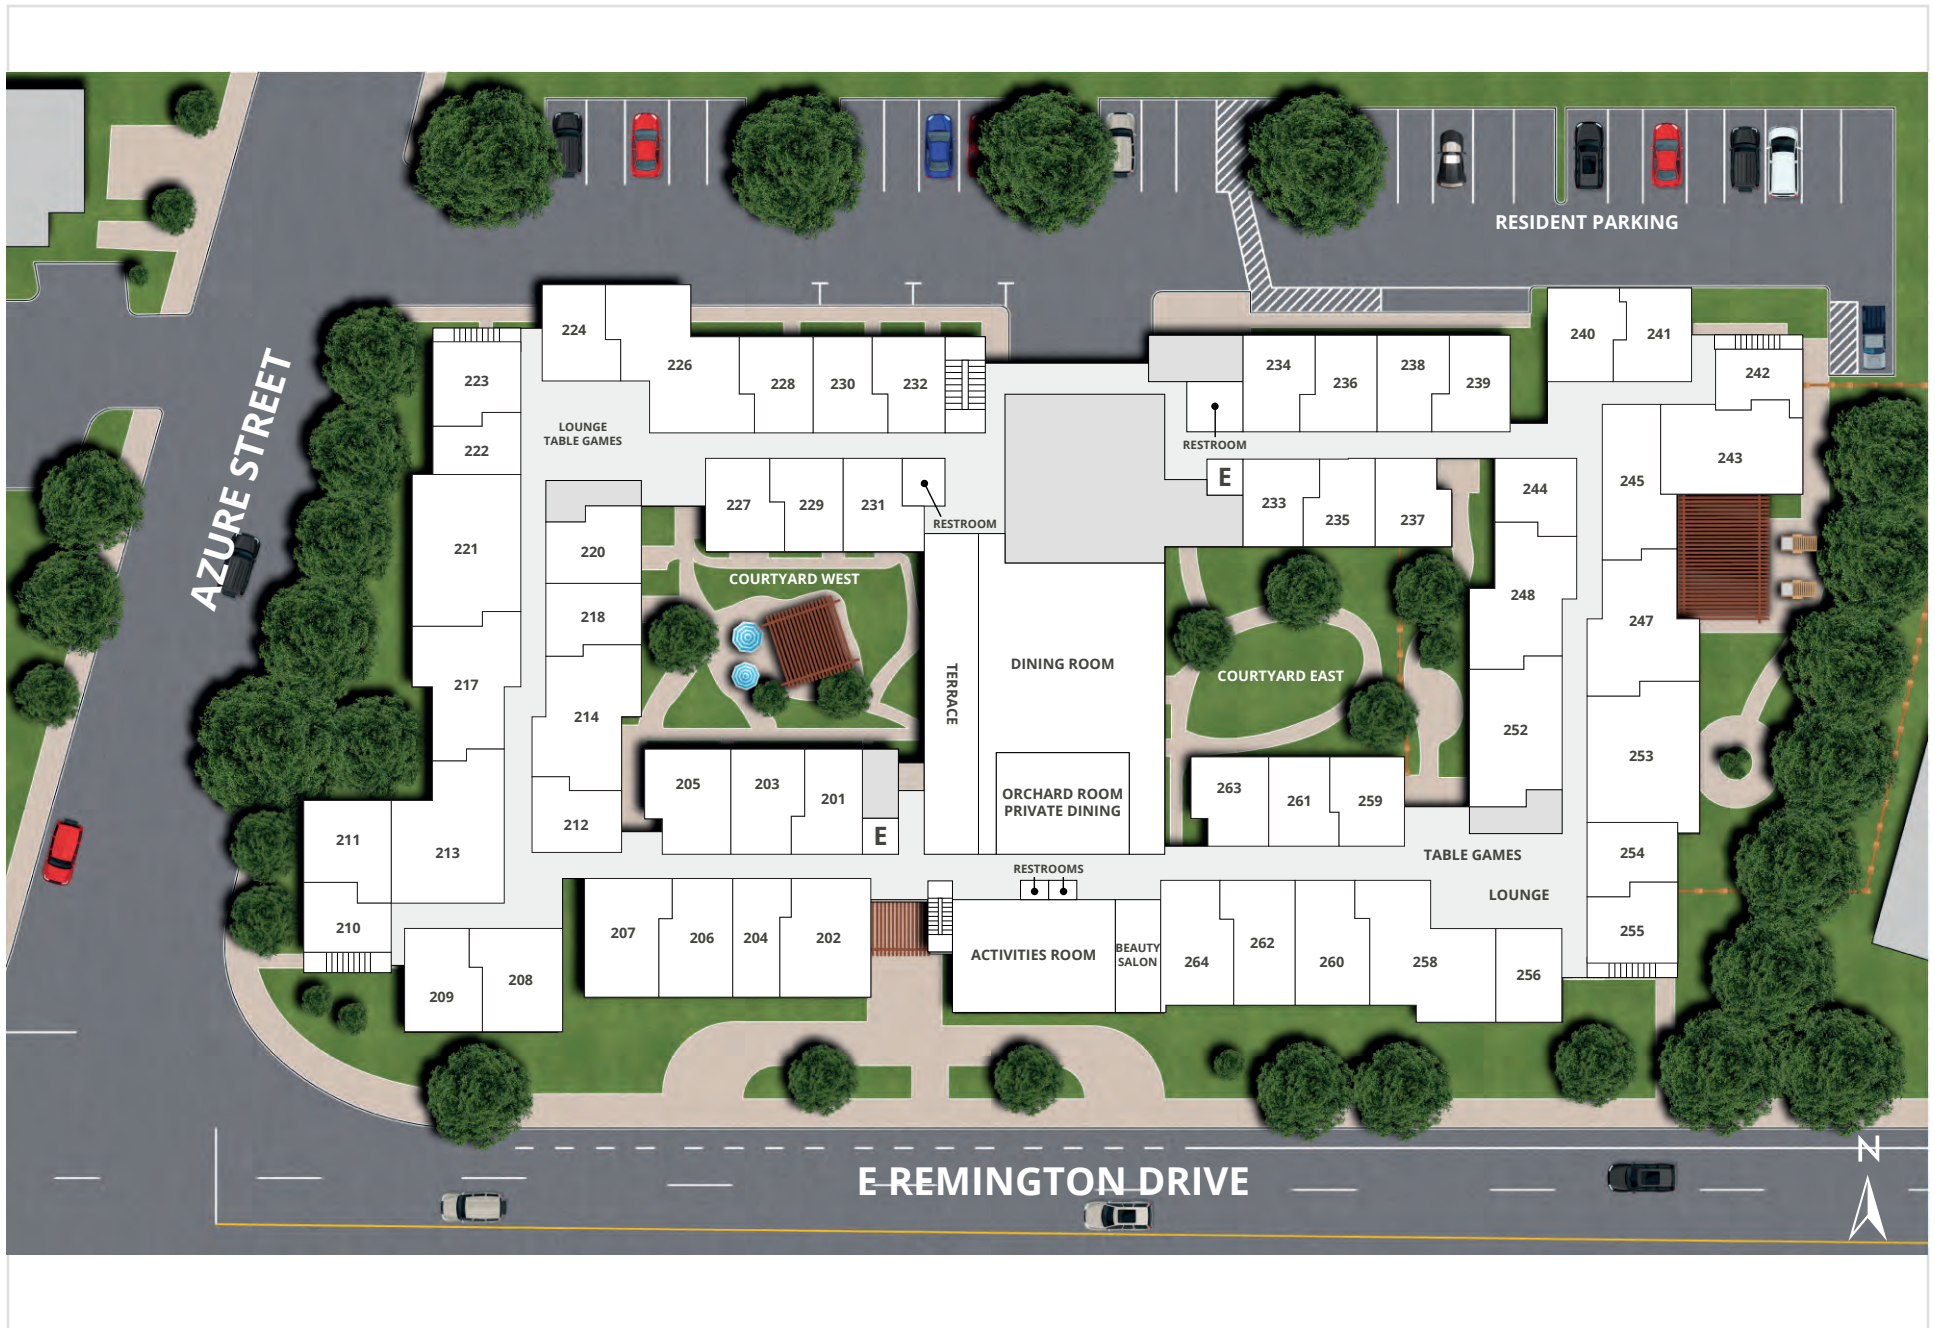 RESIDENT PARKING
224
226
228
230
232
234
236
238
239
240
241
242
223
222
LOUNGE
TABLE GAMES
RESTROOM
E
227
229
231
RESTROOM
233
235
237
244
245
243
AZURE STREET
221
220
218
COURTYARD WEST
248
247
217
214
TERRACE
DINING ROOM
COURTYARD EAST
252
253
205
203
201
E
ORCHARD ROOM
PRIVATE DINING
263
261
259
211
213
212
TABLE GAMES
LOUNGE
254
RESTROOMS
210
209
208
207
206
204
202
ACTIVITIES ROOM
BEAUTY
SALON
264
262
260
258
256
255
N
E REMINGTON DRIVE